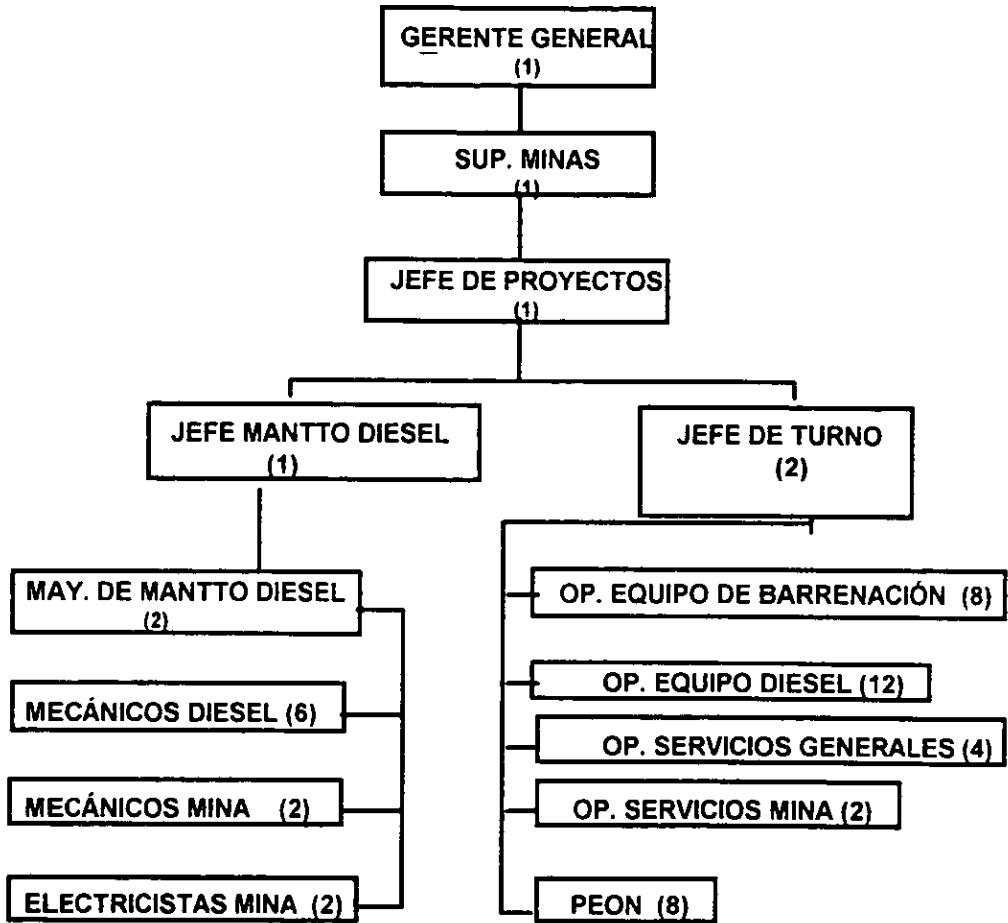 GERENTE GENERAL
(1)
SUP. MINAS
(1)
JEFE DE PROYECTOS
(1)
JEFE MANTTO DIESEL
(1)
JEFE DE TURNO
(2)
MAY. DE MANTTO DIESEL
(2)
MECÁNICOS DIESEL (6)
MECÁNICOS MINA (2)
ELECTRICISTAS MINA (2)
OP. EQUIPO DE BARRENACIÓN (8)
OP. EQUIPO DIESEL (12)
OP. SERVICIOS GENERALES (4)
OP. SERVICIOS MINA (2)
PEON (8)